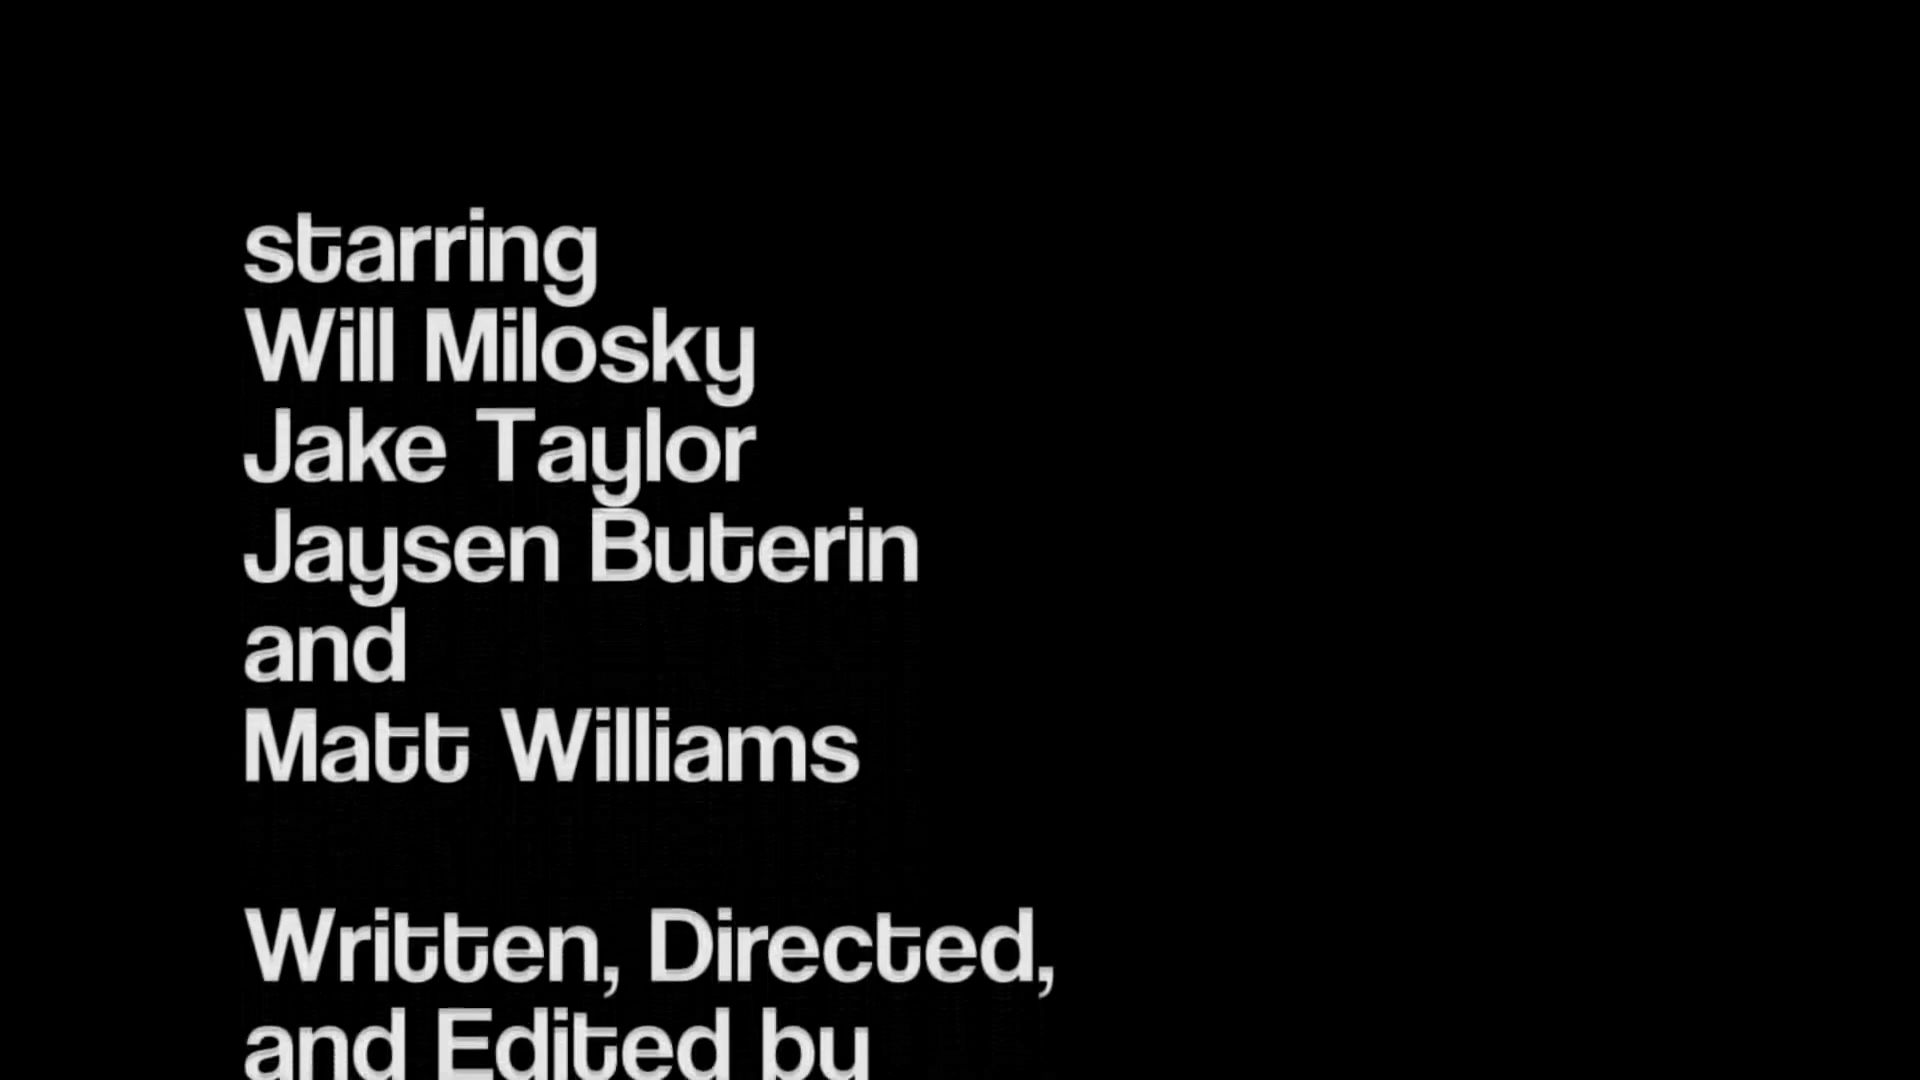 starring
Will Milosky
Jake Taylor
Jaysen Buterin
and
Matt Williams
Written, Directed,
and Edited by